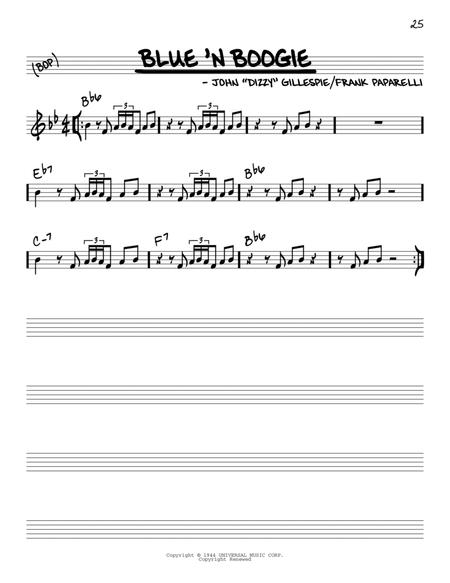 25
(BOP)
BLUE 'N BOOGIE
- JOHN "DIZZY" GILLESPIE/FRANK PAPARELLI
B♭6
3 3 3
E♭7 B♭6
3
C-7 F7 B♭6
3 3
Copyright © 1944 UNIVERSAL MUSIC CORP.
Copyright Renewed